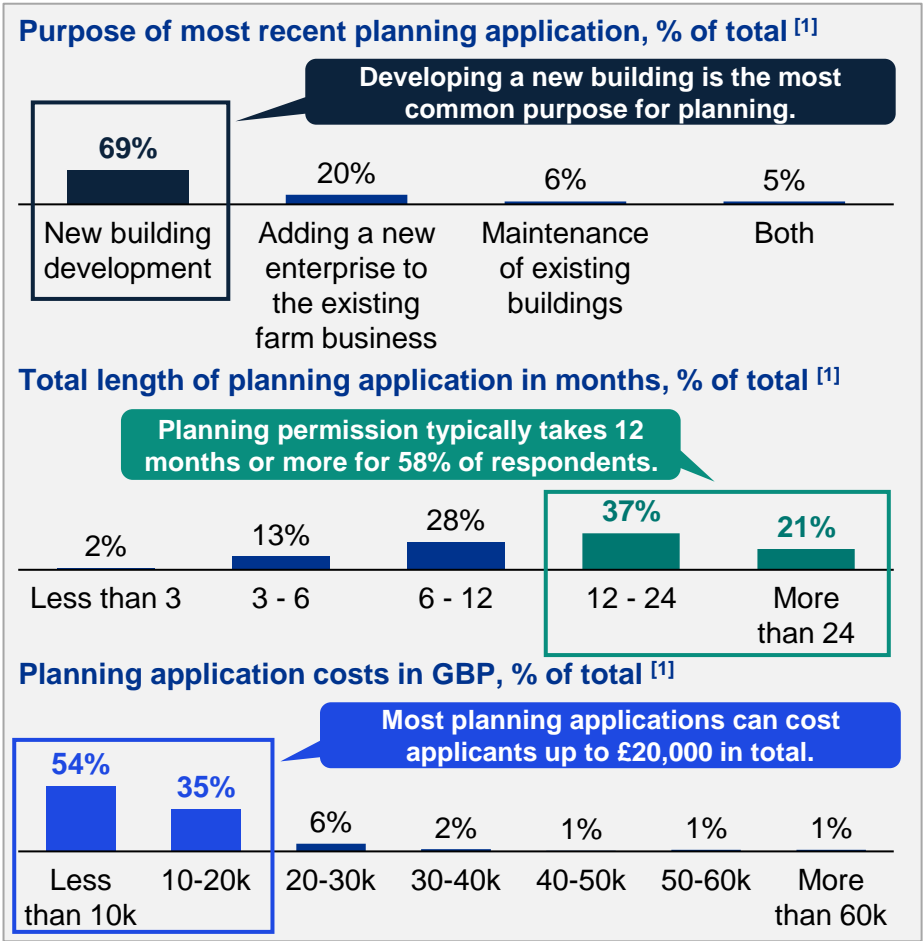 Purpose of most recent planning application, % of total [1]
Developing a new building is the most
common purpose for planning.
69%
20%
6%
5%
New building
development
Adding a new
enterprise to
the existing
farm business
Maintenance
of existing
buildings
Both
Total length of planning application in months, % of total [1]
Planning permission typically takes 12
months or more for 58% of respondents.
2%
13%
28%
37%
21%
Less than 3
3 - 6
6 - 12
12 - 24
More
than 24
Planning application costs in GBP, % of total [1]
Most planning applications can cost
applicants up to £20,000 in total.
54%
35%
6%
2%
1%
1%
1%
Less
than 10k
10-20k
20-30k
30-40k
40-50k
50-60k
More
than 60k